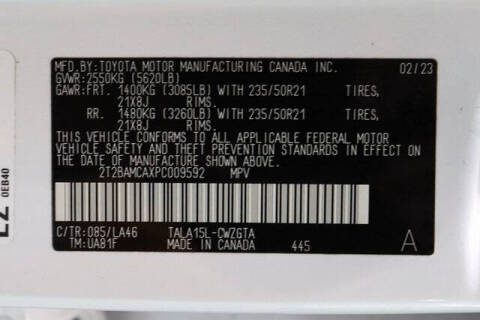 MFD.BY:TOYOTA MOTOR MANUFACTURING CANADA INC. 02/23
GVWR:2550KG (5620LB)
GAWR:FRT. 1400KG (3085LB) WITH 235/50R21 TIRES,
21X8J RIMS.
RR. 1480KG (3260LB) WITH 235/50R21 TIRES,
21X8J RIMS.
THIS VEHICLE CONFORMS TO ALL APPLICABLE FEDERAL MOTOR
VEHICLE SAFETY AND THEFT PREVENTION STANDARDS IN EFFECT
ON THE DATE OF MANUFACTURE SHOWN ABOVE.
2T2BAMCAXPC009592 MPV
C/TR:085/LA46 TALA15L-CWZGTA
TM:UA81F MADE IN CANADA 445 A
0EB40